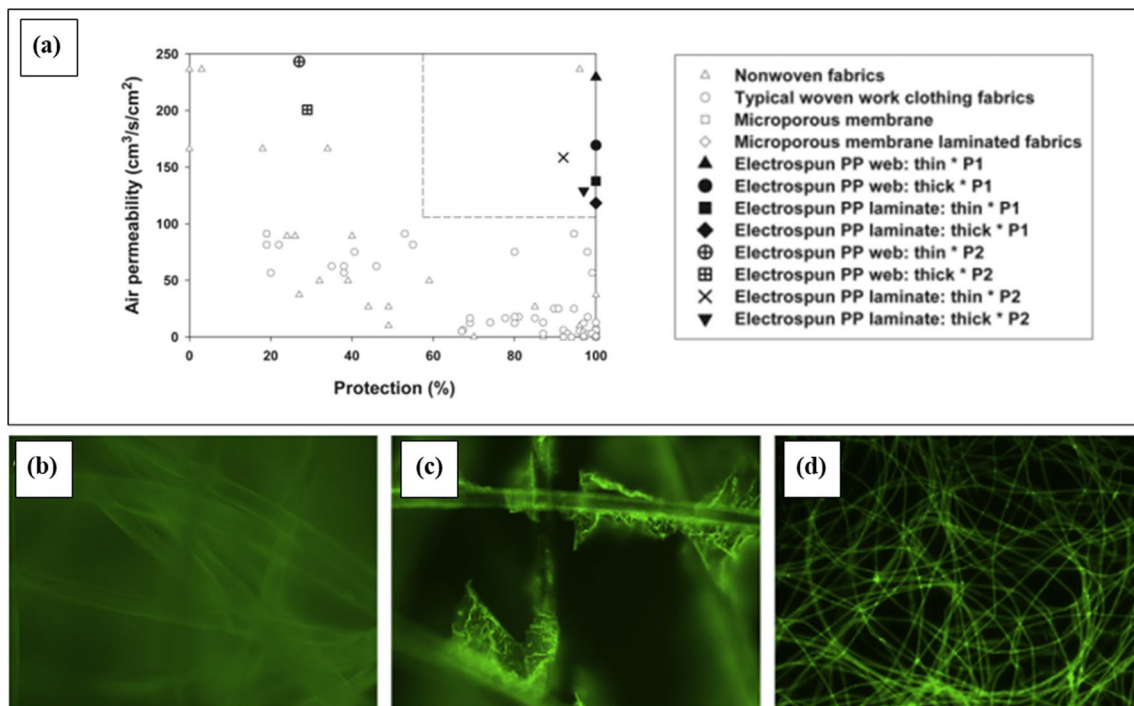 (a)
Air permeability (cm³/s/cm²)
250
200
150
100
50
0
0 20 40 60 80 100
Protection (%)
Nonwoven fabrics
Typical woven work clothing fabrics
Microporous membrane
Microporous membrane laminated fabrics
Electrospun PP web: thin * P1
Electrospun PP web: thick * P1
Electrospun PP laminate: thin * P1
Electrospun PP laminate: thick * P1
Electrospun PP web: thin * P2
Electrospun PP web: thick * P2
Electrospun PP laminate: thin * P2
Electrospun PP laminate: thick * P2
(b)
(c)
(d)